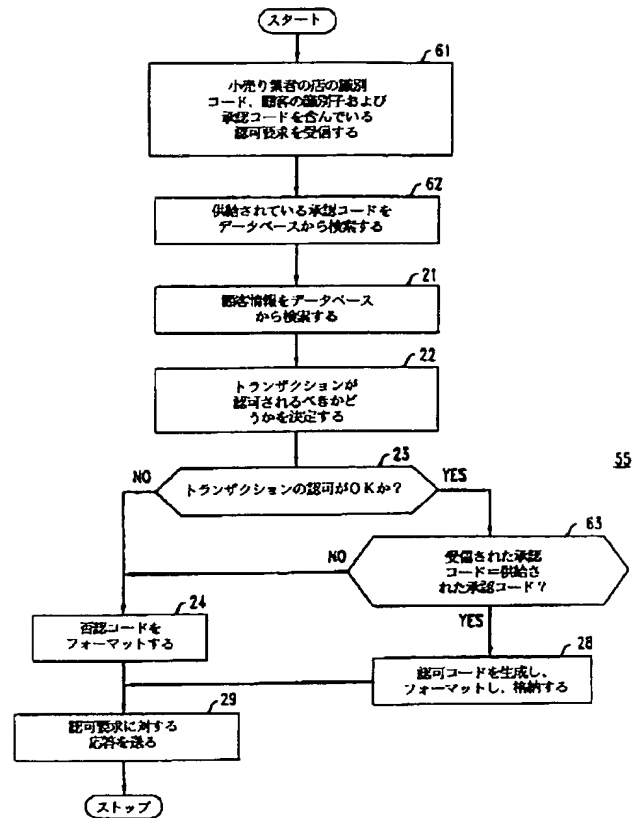 スタート
61
小売り業者の店の識別
コード、顧客の識別子および
承認コードを含んでいる
認可要求を受信する
62
供給されている承認コードを
データベースから検索する
21
顧客情報をデータベース
から検索する
22
トランザクションが
認可されるべきかど
うかを決定する
23
NO
トランザクションの認可がOKか?
YES
55
63
NO
受信された承認
コード=供給さ
れた承認コード?
YES
24
否認コードを
フォーマットする
28
認可コードを生成し、
フォーマットし、格納する
29
認可要求に対する
応答を送る
ストップ